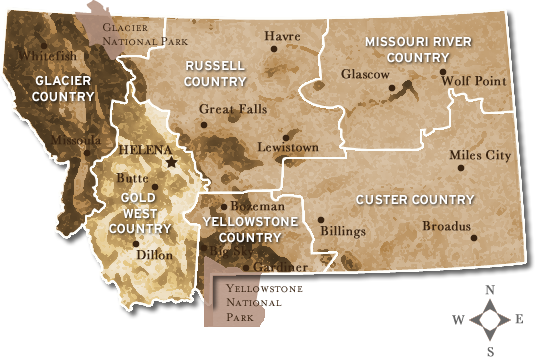 GLACIER
NATIONAL PARK
Whitefish
GLACIER
COUNTRY
Missoula
Havre
RUSSELL
COUNTRY
Great Falls
Lewistown
MISSOURI RIVER
COUNTRY
Glascow
Wolf Point
HELENA
Butte
GOLD
WEST
COUNTRY
Dillon
Bozeman
YELLOWSTONE
COUNTRY
Big Sky
Gardiner
YELLOWSTONE
NATIONAL
PARK
Miles City
CUSTER COUNTRY
Billings
Broadus
N
W E
S